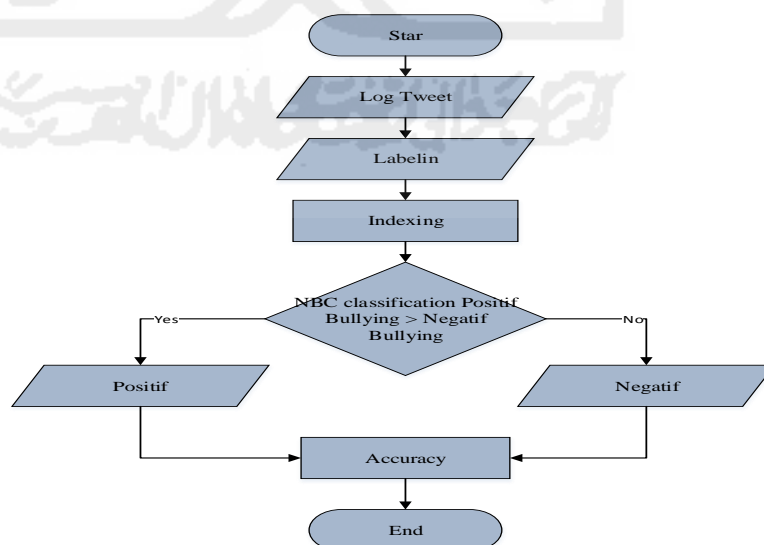 Star
Log Tweet
Labelin
Indexing
NBC classification Positif
Bullying > Negatif
Bullying
Yes
No
Positif
Negatif
Accuracy
End